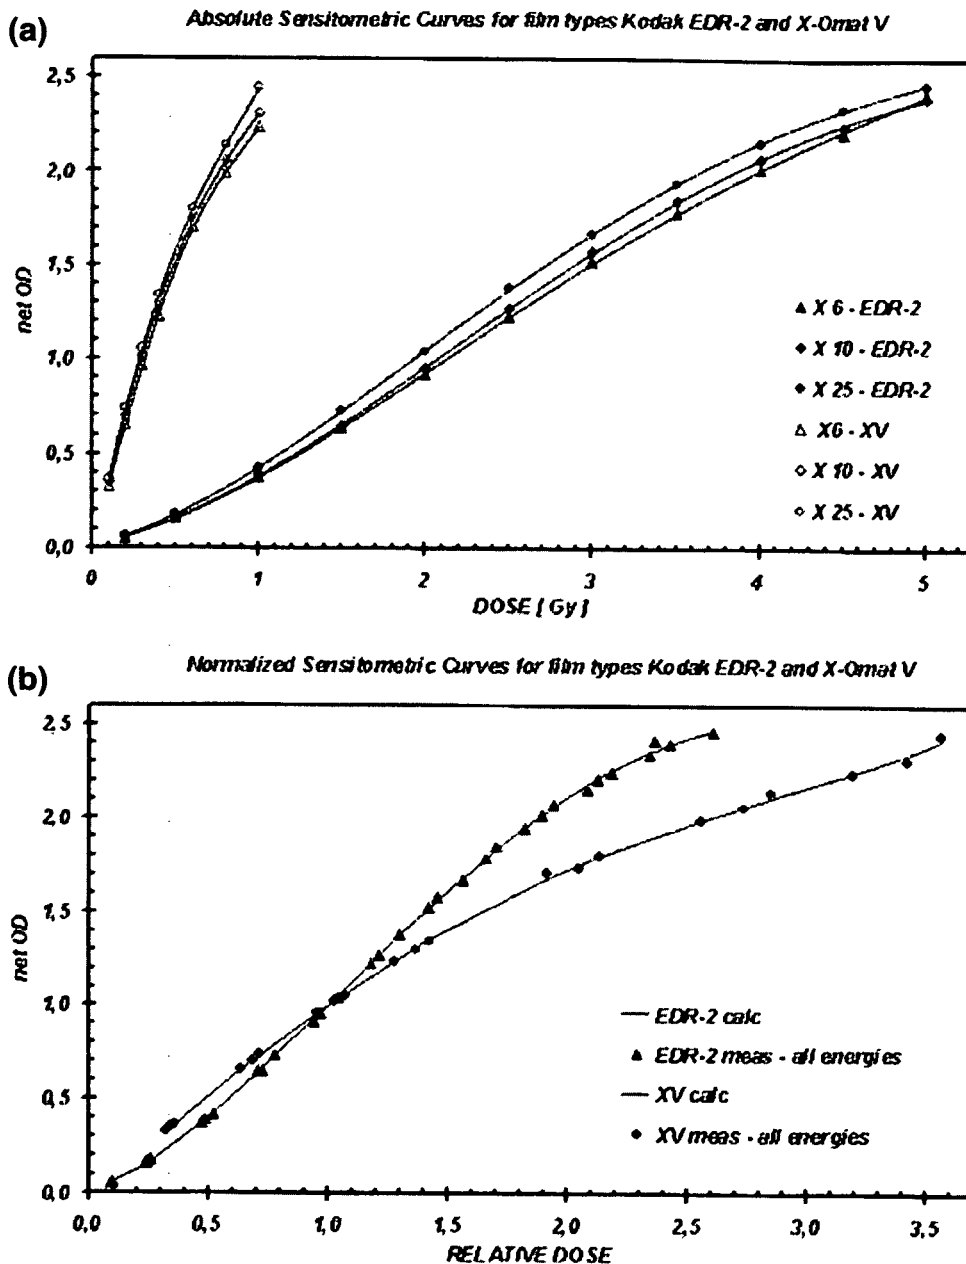 (a)
Absolute Sensitometric Curves for film types Kodak EDR-2 and X-Omat V
2,5
2,0
1,5
1,0
0,5
0,0
net OD
0 1 2 3 4 5
DOSE [ Gy ]
X 6 - EDR-2
X 10 - EDR-2
X 25 - EDR-2
X6 - XV
X 10 - XV
X 25 - XV
(b)
Normalized Sensitometric Curves for film types Kodak EDR-2 and X-Omat V
2,5
2,0
1,5
1,0
0,5
0,0
net OD
0,0 0,5 1,0 1,5 2,0 2,5 3,0 3,5
RELATIVE DOSE
EDR-2 calc
EDR-2 meas - all energies
XV calc
XV meas - all energies